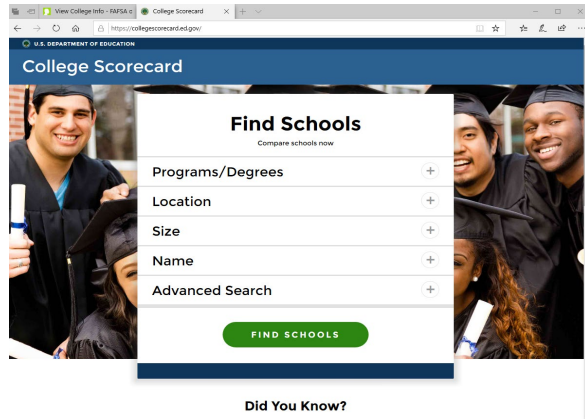 View College Info - FAFSA o
College Scorecard
https://collegescorecard.ed.gov/
U.S. DEPARTMENT OF EDUCATION
College Scorecard
Find Schools
Compare schools now
Programs/Degrees
Location
Size
Name
Advanced Search
FIND SCHOOLS
Did You Know?